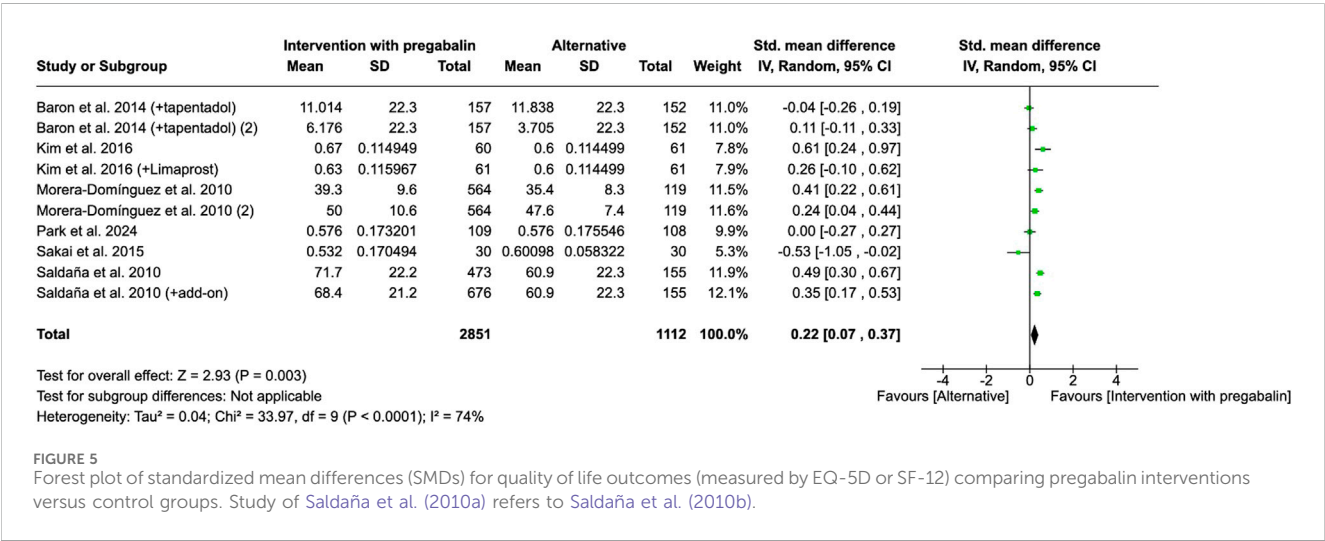 Intervention with pregabalin Alternative Std. mean difference Std. mean difference
Study or Subgroup Mean SD Total Mean SD Total Weight IV, Random, 95% CI IV, Random, 95% CI
Baron et al. 2014 (+tapentadol) 11.014 22.3 157 11.838 22.3 152 11.0% -0.04 [-0.26 , 0.19]
Baron et al. 2014 (+tapentadol) (2) 6.176 22.3 157 3.705 22.3 152 11.0% 0.11 [-0.11 , 0.33]
Kim et al. 2016 0.67 0.114949 60 0.6 0.114499 61 7.8% 0.61 [0.24 , 0.97]
Kim et al. 2016 (+Limaprost) 0.63 0.115967 61 0.6 0.114499 61 7.9% 0.26 [-0.10 , 0.62]
Morera-Domínguez et al. 2010 39.3 9.6 564 35.4 8.3 119 11.5% 0.41 [0.22 , 0.61]
Morera-Domínguez et al. 2010 (2) 50 10.6 564 47.6 7.4 119 11.6% 0.24 [0.04 , 0.44]
Park et al. 2024 0.576 0.173201 109 0.576 0.175546 108 9.9% 0.00 [-0.27 , 0.27]
Sakai et al. 2015 0.532 0.170494 30 0.60098 0.058322 30 5.3% -0.53 [-1.05 , -0.02]
Saldaña et al. 2010 71.7 22.2 473 60.9 22.3 155 11.9% 0.49 [0.30 , 0.67]
Saldaña et al. 2010 (+add-on) 68.4 21.2 676 60.9 22.3 155 12.1% 0.35 [0.17 , 0.53]
Total 2851 1112 100.0% 0.22 [0.07 , 0.37]
Test for overall effect: Z = 2.93 (P = 0.003)
Test for subgroup differences: Not applicable
Heterogeneity: Tau² = 0.04; Chi² = 33.97, df = 9 (P < 0.0001); I² = 74%
-4 -2 0 2 4
Favours [Alternative] Favours [Intervention with pregabalin]
FIGURE 5
Forest plot of standardized mean differences (SMDs) for quality of life outcomes (measured by EQ-5D or SF-12) comparing pregabalin interventions
versus control groups. Study of Saldaña et al. (2010a) refers to Saldaña et al. (2010b).